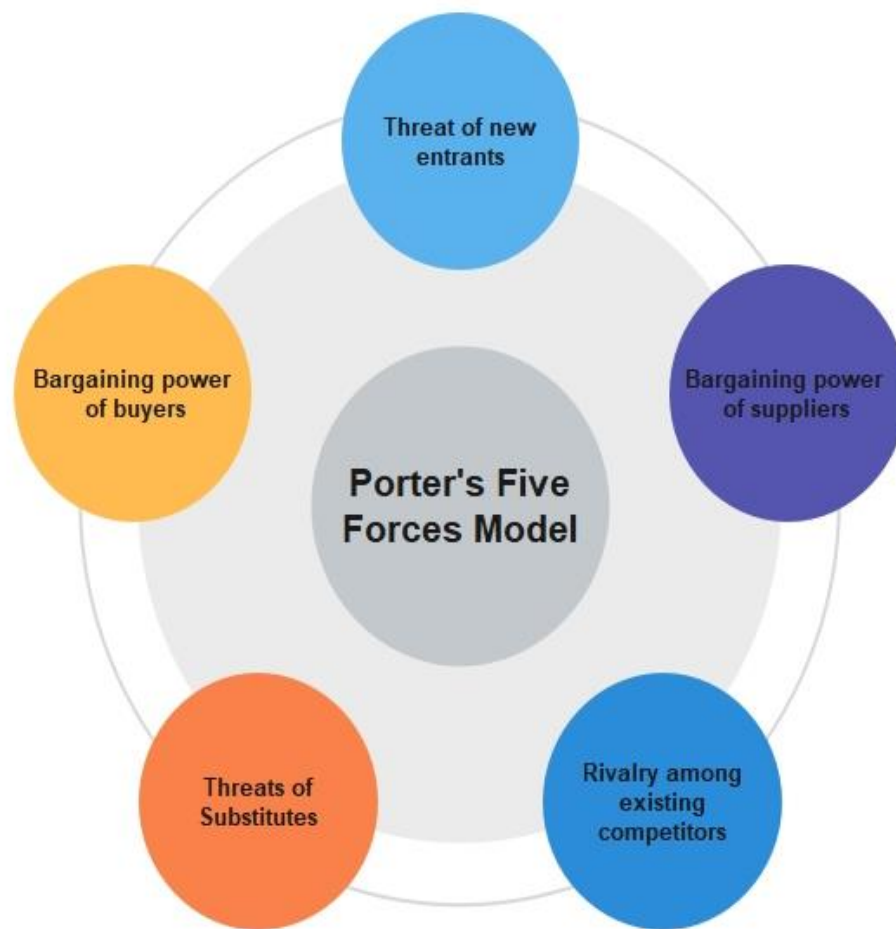 Threat of new
entrants
Bargaining power
of buyers
Bargaining power
of suppliers
Porter's Five
Forces Model
Threats of
Substitutes
Rivalry among
existing
competitors